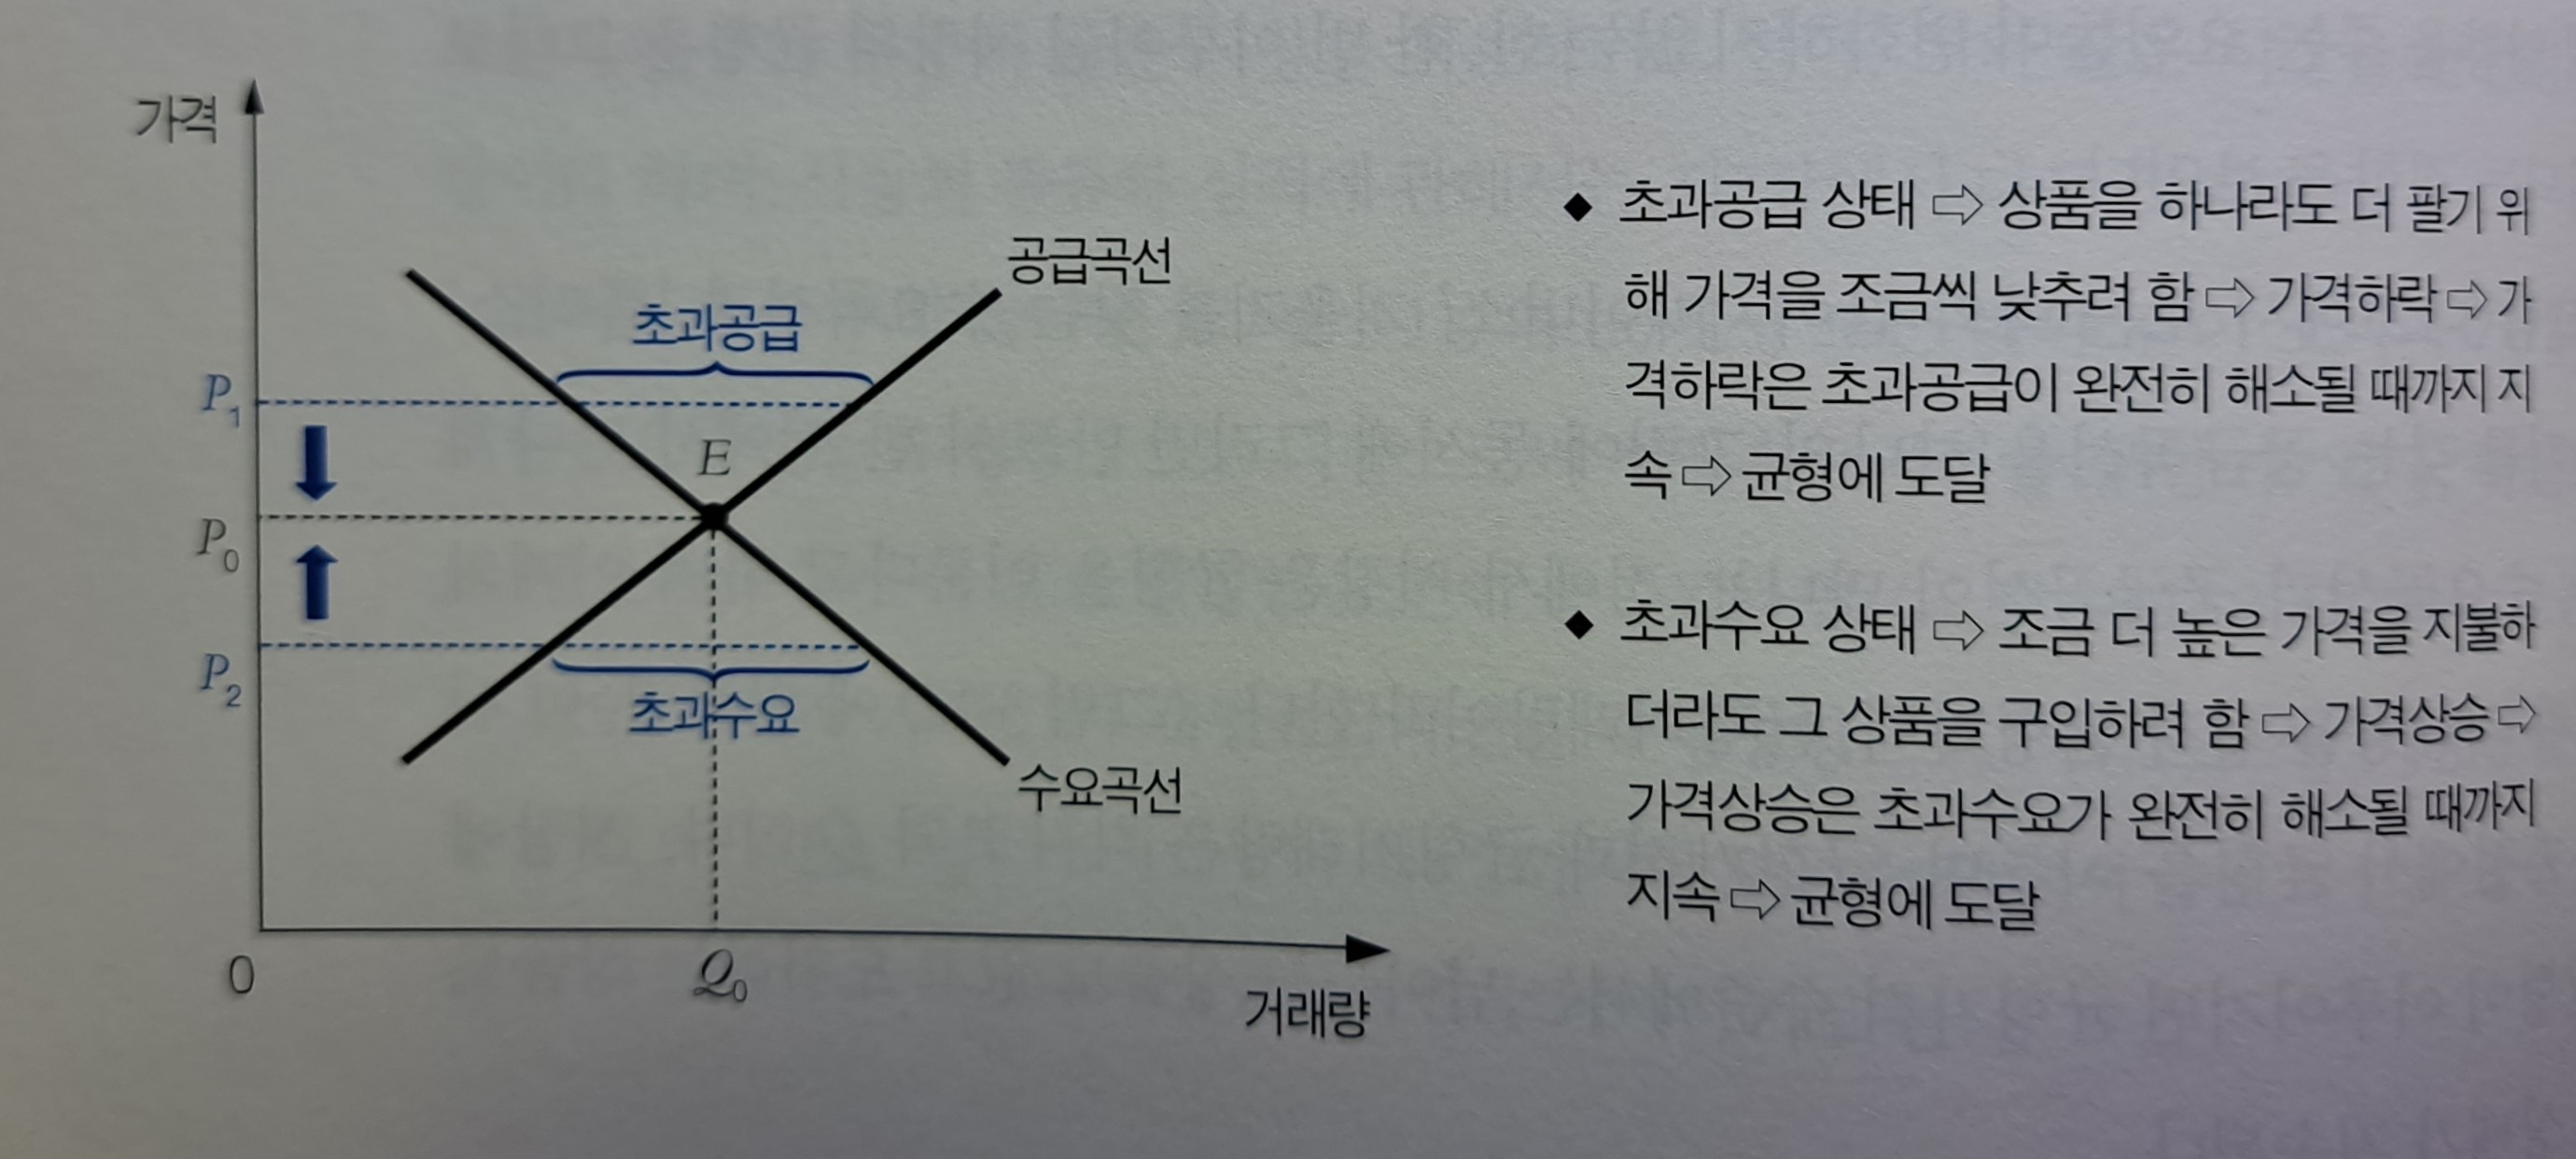 가격
공급곡선
초과공급
P₁
E
P₀
P₂
초과수요
수요곡선
0
Q₀
거래량
◆ 초과공급 상태 ⇨ 상품을 하나라도 더 팔기 위
해 가격을 조금씩 낮추려 함 ⇨ 가격하락 ⇨ 가
격하락은 초과공급이 완전히 해소될 때까지 지
속 ⇨ 균형에 도달
◆ 초과수요 상태 ⇨ 조금 더 높은 가격을 지불하
더라도 그 상품을 구입하려 함 ⇨ 가격상승 ⇨
가격상승은 초과수요가 완전히 해소될 때까지
지속 ⇨ 균형에 도달